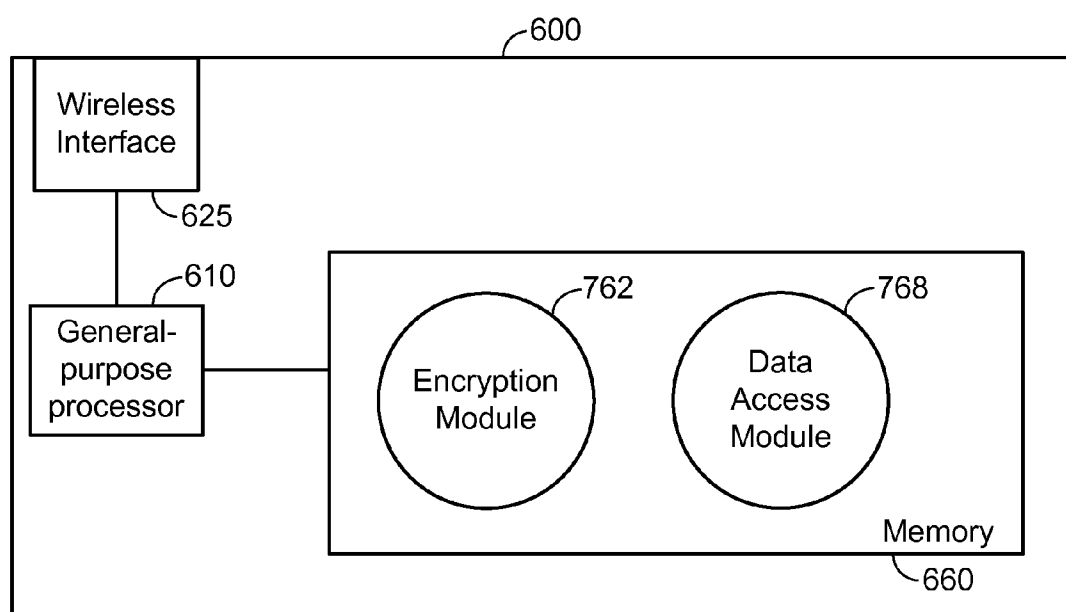 600
Wireless
Interface
625
610
General-
purpose
processor
762
Encryption
Module
768
Data
Access
Module
Memory
660